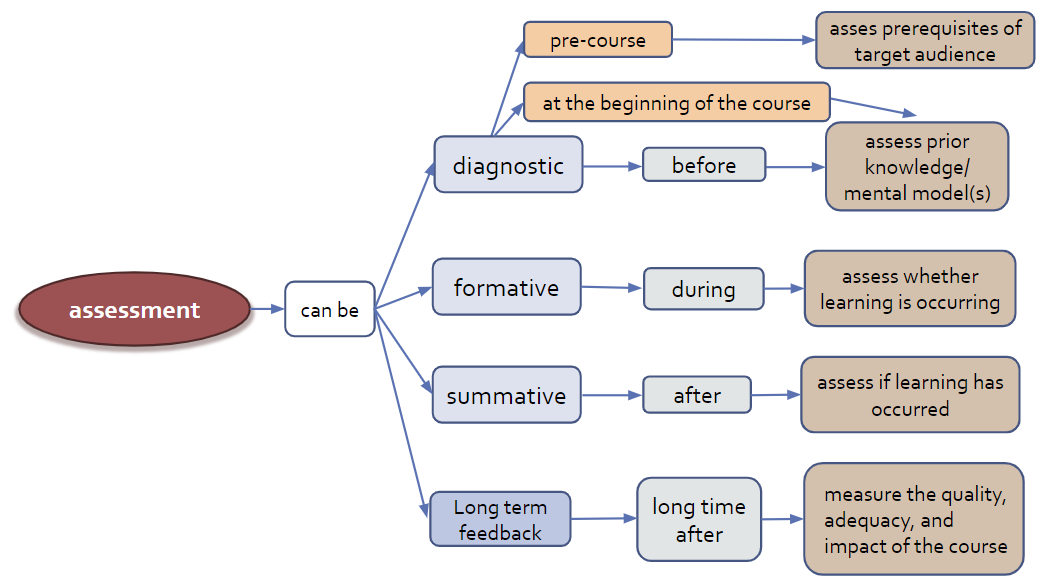 assessment
can be
diagnostic
pre-course
asses prerequisites of
target audience
at the beginning of the course
before
assess prior
knowledge/
mental model(s)
formative
during
assess whether
learning is occurring
summative
after
assess if learning has
occurred
Long term
feedback
long time
after
measure the quality,
adequacy, and
impact of the course